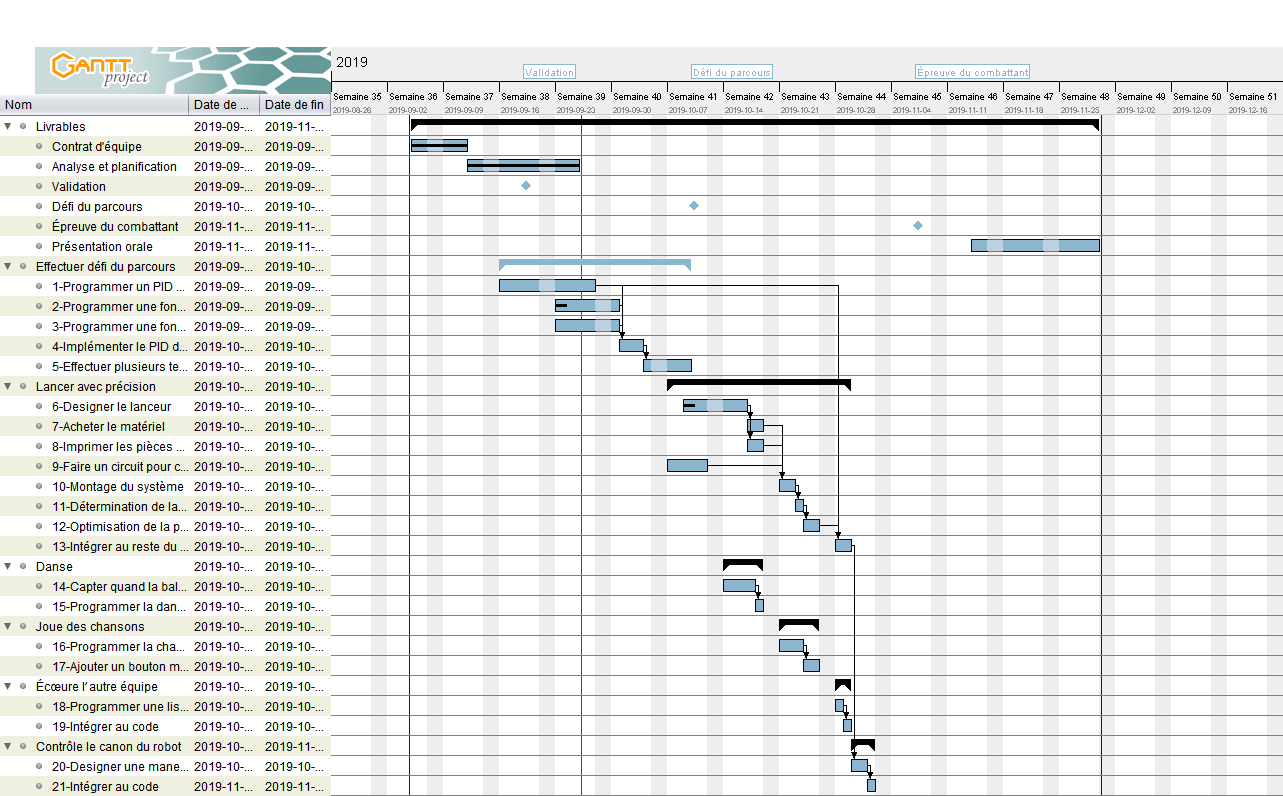 GANTT
project
2019
Validation
Défi du parcours
Épreuve du combattant
Nom
Date de ...
Date de fin
Semaine 35 Semaine 36 Semaine 37 Semaine 38 Semaine 39 Semaine 40 Semaine 41 Semaine 42 Semaine 43 Semaine 44 Semaine 45 Semaine 46 Semaine 47 Semaine 48 Semaine 49 Semaine 50 Semaine 51
2019-08-26 2019-09-02 2019-09-09 2019-09-16 2019-09-23 2019-09-30 2019-10-07 2019-10-14 2019-10-21 2019-10-28 2019-11-04 2019-11-11 2019-11-18 2019-11-25 2019-12-02 2019-12-09 2019-12-16
Livrables 2019-09-... 2019-11-...
Contrat d'équipe 2019-09-... 2019-09-...
Analyse et planification 2019-09-... 2019-09-...
Validation 2019-09-... 2019-09-...
Défi du parcours 2019-10-... 2019-10-...
Épreuve du combattant 2019-11-... 2019-11-...
Présentation orale 2019-11-... 2019-11-...
Effectuer défi du parcours 2019-09-... 2019-10-...
1-Programmer un PID ... 2019-09-... 2019-09-...
2-Programmer une fon... 2019-09-... 2019-09-...
3-Programmer une fon... 2019-09-... 2019-09-...
4-Implémenter le PID d... 2019-10-... 2019-10-...
5-Effectuer plusieurs te... 2019-10-... 2019-10-...
Lancer avec précision 2019-10-... 2019-10-...
6-Designer le lanceur 2019-10-... 2019-10-...
7-Acheter le matériel 2019-10-... 2019-10-...
8-Imprimer les pièces ... 2019-10-... 2019-10-...
9-Faire un circuit pour c... 2019-10-... 2019-10-...
10-Montage du système 2019-10-... 2019-10-...
11-Détermination de la... 2019-10-... 2019-10-...
12-Optimisation de la p... 2019-10-... 2019-10-...
13-Intégrer au reste du ... 2019-10-... 2019-10-...
Danse 2019-10-... 2019-10-...
14-Capter quand la bal... 2019-10-... 2019-10-...
15-Programmer la dan... 2019-10-... 2019-10-...
Joue des chansons 2019-10-... 2019-10-...
16-Programmer la cha... 2019-10-... 2019-10-...
17-Ajouter un bouton m... 2019-10-... 2019-10-...
Écœure l'autre équipe 2019-10-... 2019-10-...
18-Programmer une lis... 2019-10-... 2019-10-...
19-Intégrer au code 2019-10-... 2019-10-...
Contrôle le canon du robot 2019-10-... 2019-11-...
20-Designer une mane... 2019-10-... 2019-10-...
21-Intégrer au code 2019-11-... 2019-11-...